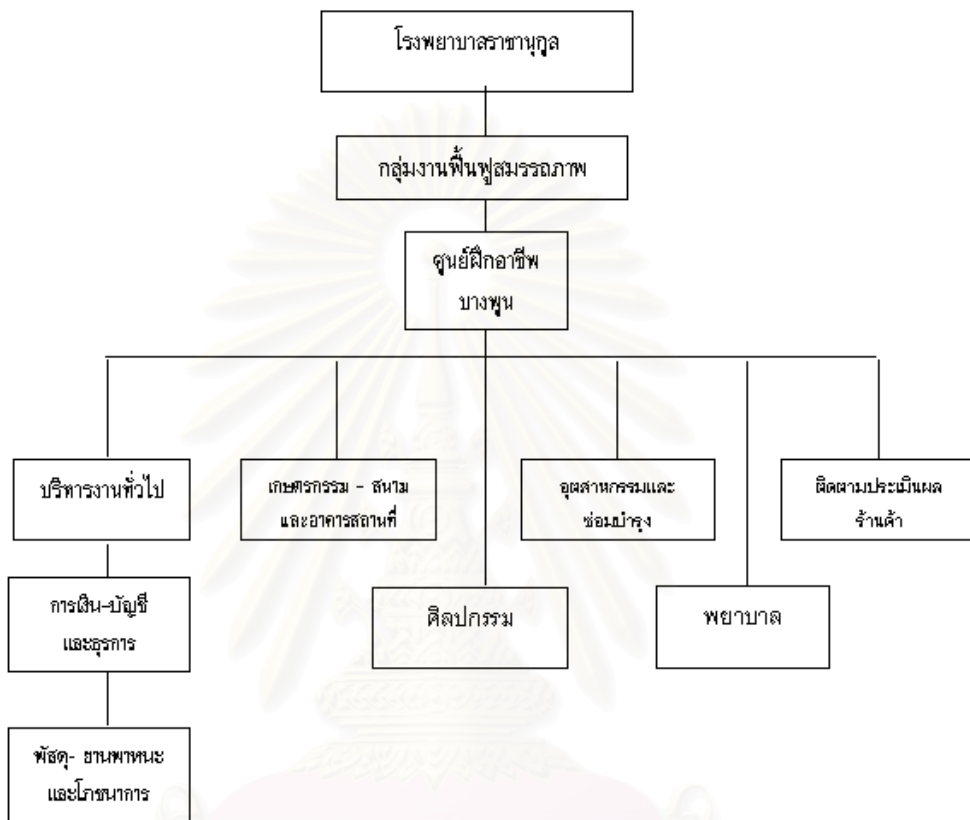 โรงพยาบาลราชานุกูล
กลุ่มงานฟื้นฟูสมรรถภาพ
ศูนย์ฝึกอาชีพ
บางพูน
บริหารงานทั่วไป
เกษตรกรรม - สนาม
และอาคารสถานที่
อุตสาหกรรมและ
ซ่อมบำรุง
ติดตามประเมินผล
ร้านค้า
การเงิน-บัญชี
และธุรการ
ศิลปกรรม
พยาบาล
พัสดุ- ยานพาหนะ
และโภชนาการ